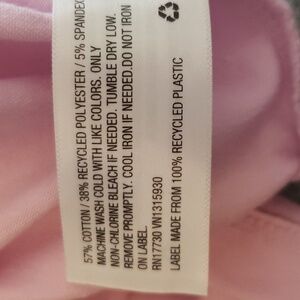 57% COTTON / 38% RECYCLED POLYESTER / 5% SPANDEX
MACHINE WASH COLD WITH LIKE COLORS. ONLY
NON-CHLORINE BLEACH IF NEEDED. TUMBLE DRY LOW.
REMOVE PROMPTLY. COOL IRON IF NEEDED.DO NOT IRON
ON LABEL.
RN17730 VN1315930
LABEL MADE FROM 100% RECYCLED PLASTIC